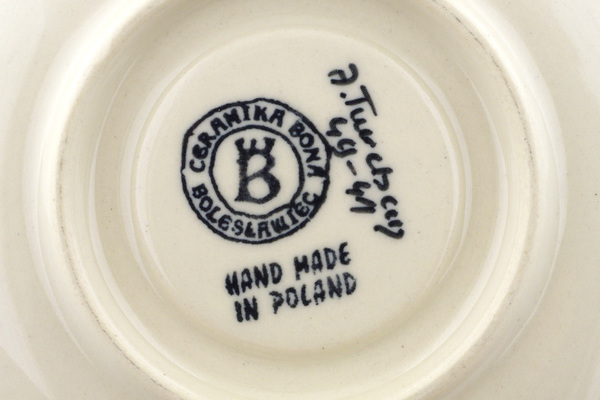 CERAMIKA BONA
BOLESŁAWIEC
B
HAND MADE
IN POLAND